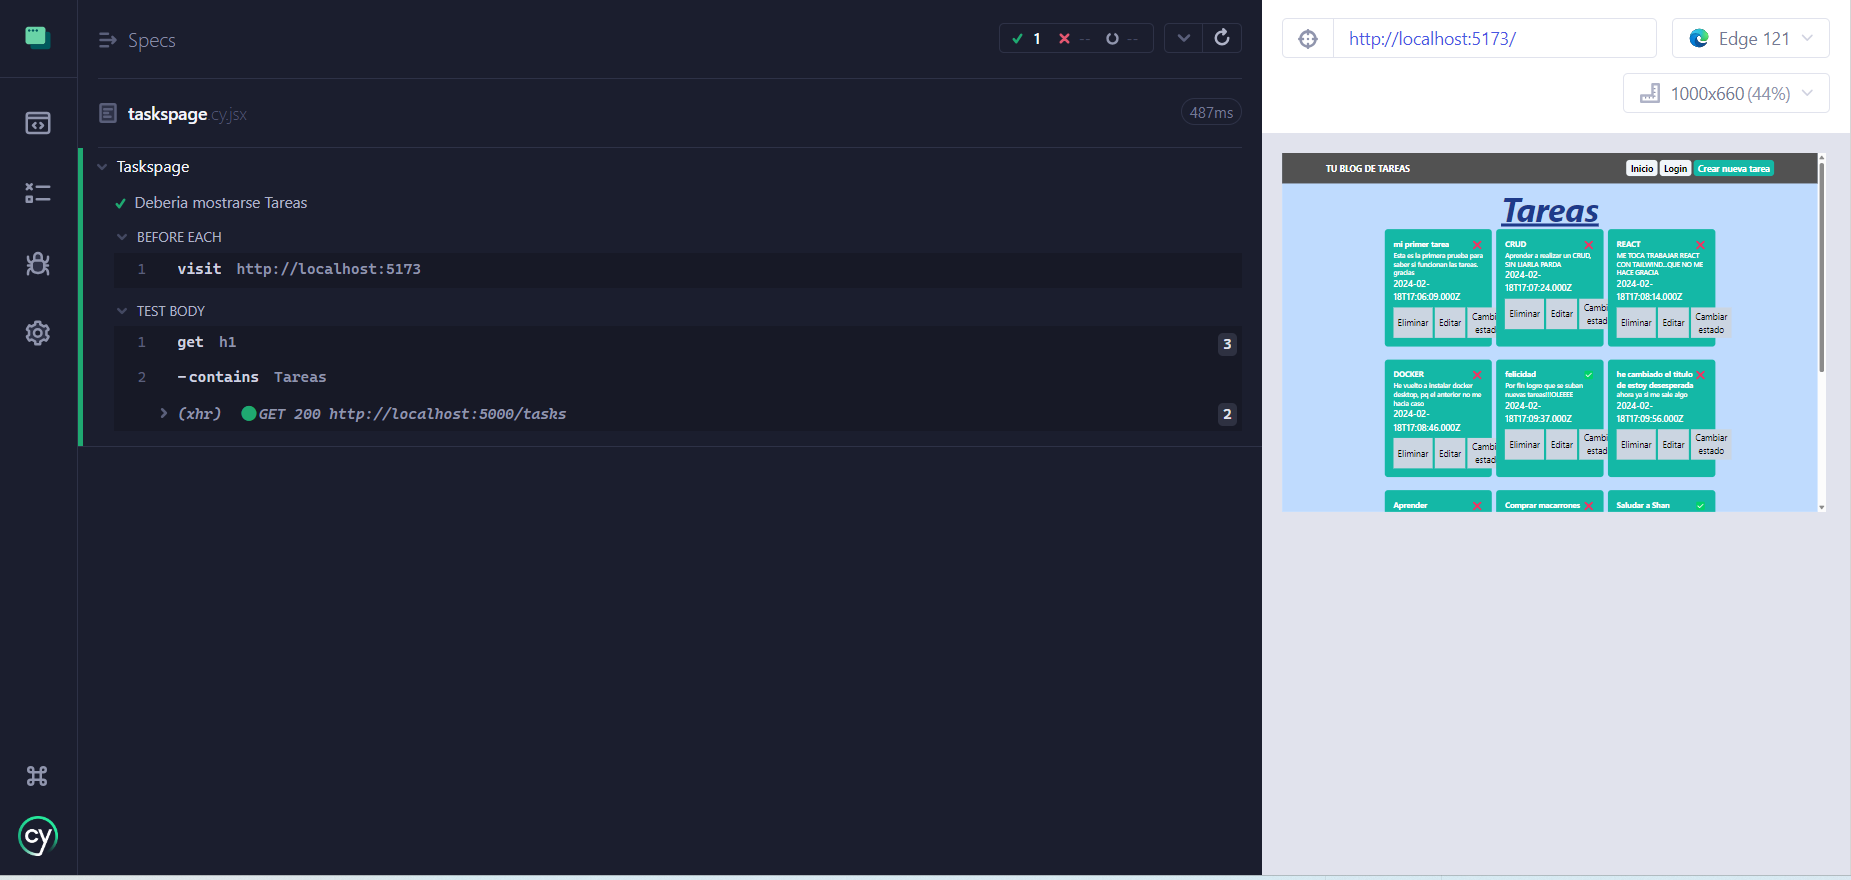 Specs
1 -- --
taskspage cy.jsx
487ms
Taskspage
Deberia mostrarse Tareas
BEFORE EACH
1 visit http://localhost:5173
TEST BODY
1 get h1 3
2 -contains Tareas
(xhr) GET 200 http://localhost:5000/tasks 2
cy
http://localhost:5173/
Edge 121
1000x660 (44%)
TU BLOG DE TAREAS
Inicio Login Crear nueva tarea
Tareas
mi primer tarea
Esta es la primera prueba para
saber si funcionan las tareas.
gracias
2024-02-
18T17:06:09.000Z
Eliminar Editar Cambi
estad
CRUD
Aprender a realizar un CRUD,
SIN LIARLA PARDA
2024-02-
18T17:07:24.000Z
Eliminar Editar Cambi
estad
REACT
ME TOCA TRABAJAR REACT
CON TAILWIND...QUE NO ME
HACE GRACIA
2024-02-
18T17:08:14.000Z
Eliminar Editar Cambiar
estado
DOCKER
He vuelto a instalar docker
desktop, pq el anterior no me
hacia caso
2024-02-
18T17:08:46.000Z
Eliminar Editar Cambi
estad
felicidad
Por fin logro que se suban
nuevas tareas!!!OLEEEE
2024-02-
18T17:09:37.000Z
Eliminar Editar Cambi
estad
he cambiado el titulo
de estoy desesperada
ahora ya si me sale algo
2024-02-
18T17:09:56.000Z
Eliminar Editar Cambiar
estado
Aprender
Comprar macarrones
Saludar a Shan